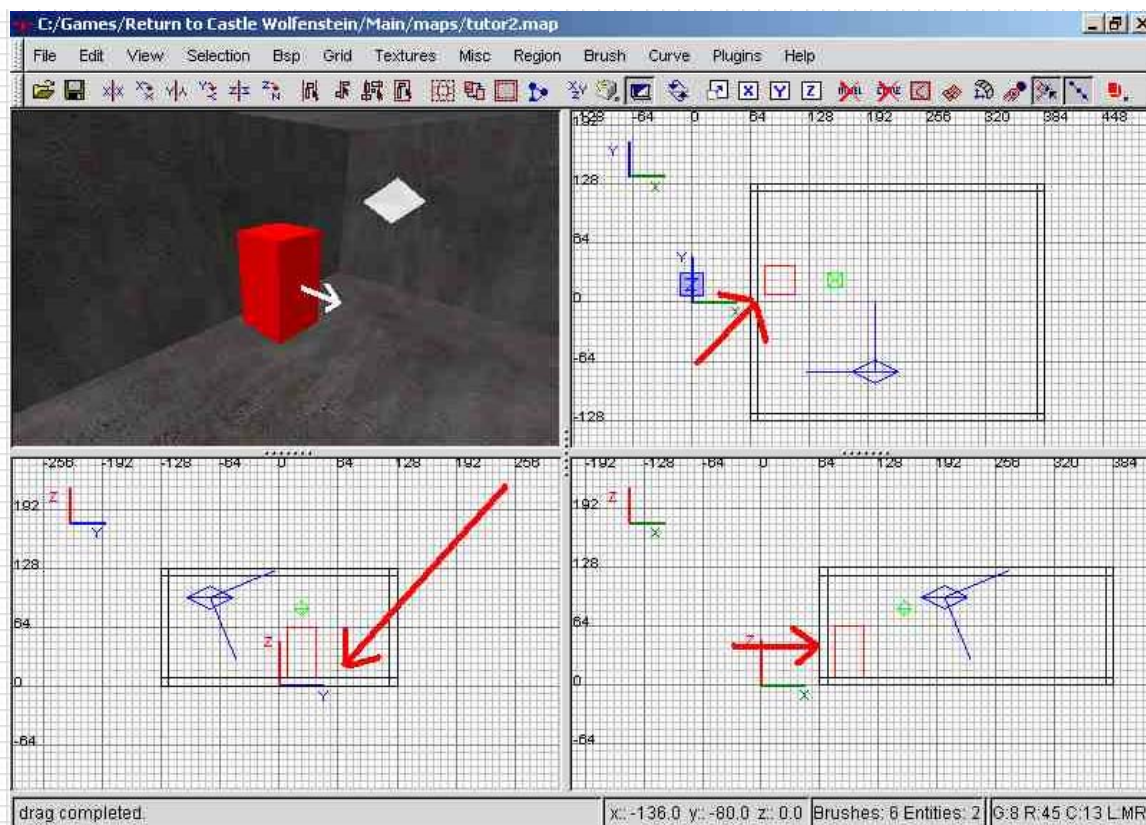 C:/Games/Return to Castle Wolfenstein/Main/maps/tutor2.map
File Edit View Selection Bsp Grid Textures Misc Region Brush Curve Plugins Help
-64 0 64 128 192 256 320 384 448
Y
X
128
64
0
-64
-128
Y
Z
X
-256 -192 -128 -64 0 64 128 192 256
Z
Y
192
128
64
0
-64
Z
Y
-192 -128 -64 0 64 128 192 256 320 384
Z
X
192
128
64
0
-64
Z
X
drag completed.
x:: -136.0 y:: -80.0 z:: 0.0
Brushes: 6 Entities: 2
G:8 R:45 C:13 L:MR